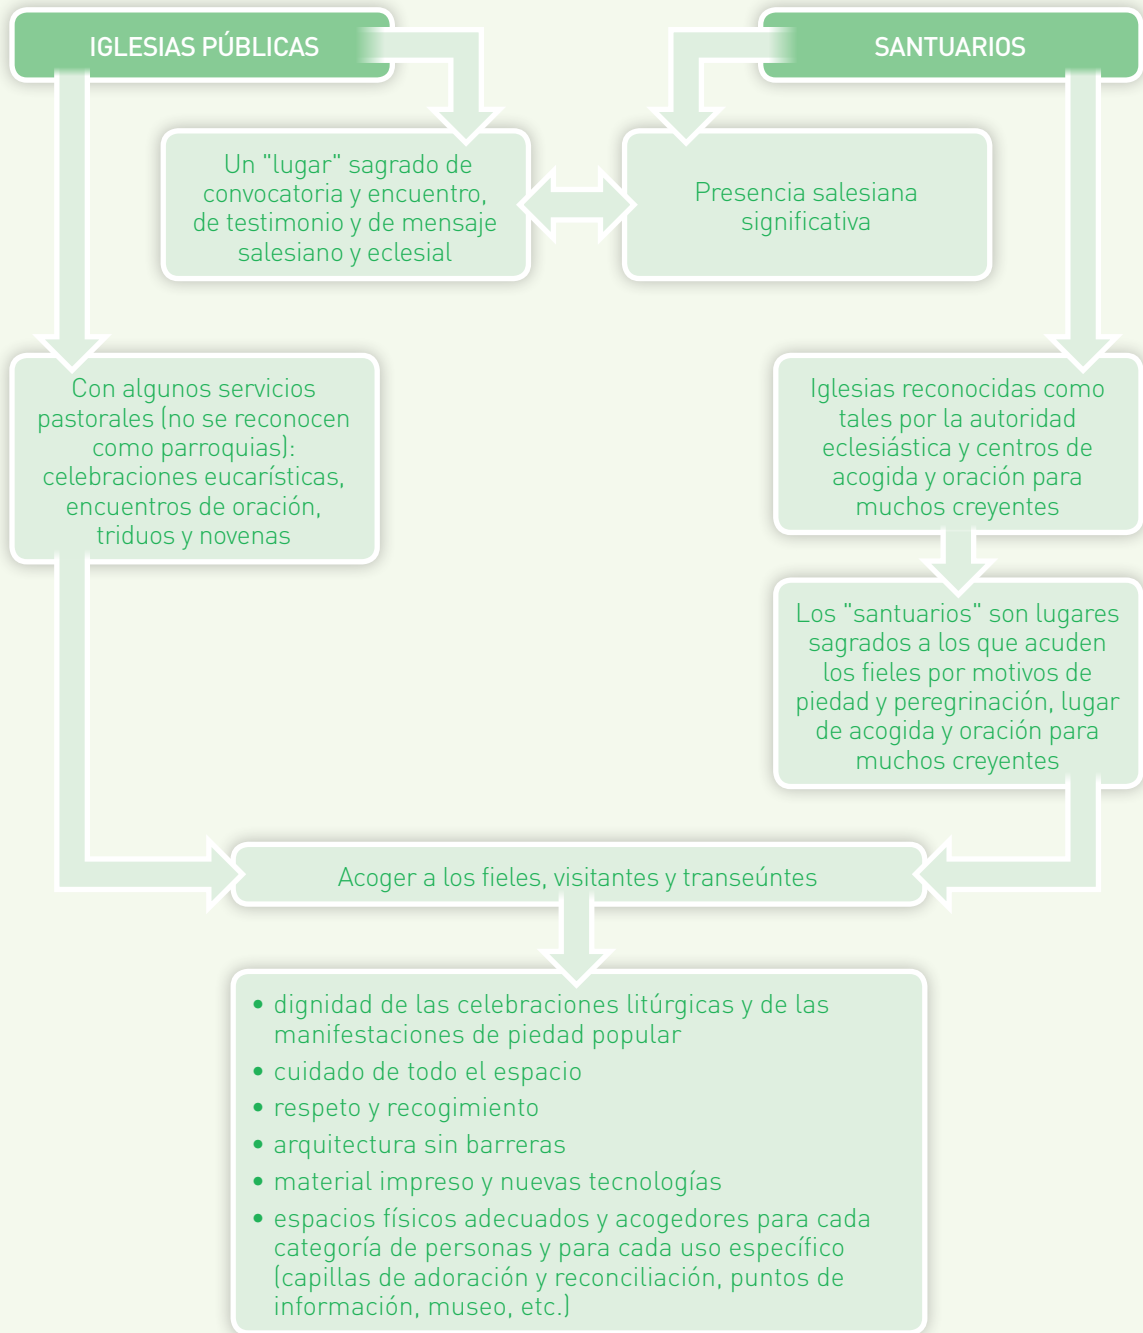 IGLESIAS PÚBLICAS
SANTUARIOS
Un "lugar" sagrado de
convocatoria y encuentro,
de testimonio y de mensaje
salesiano y eclesial
Presencia salesiana
significativa
Con algunos servicios
pastorales (no se reconocen
como parroquias):
celebraciones eucarísticas,
encuentros de oración,
triduos y novenas
Iglesias reconocidas como
tales por la autoridad
eclesiástica y centros de
acogida y oración para
muchos creyentes
Los "santuarios" son lugares
sagrados a los que acuden
los fieles por motivos de
piedad y peregrinación, lugar
de acogida y oración para
muchos creyentes
Acoger a los fieles, visitantes y transeúntes
• dignidad de las celebraciones litúrgicas y de las
manifestaciones de piedad popular
• cuidado de todo el espacio
• respeto y recogimiento
• arquitectura sin barreras
• material impreso y nuevas tecnologías
• espacios físicos adecuados y acogedores para cada
categoría de personas y para cada uso específico
(capillas de adoración y reconciliación, puntos de
información, museo, etc.)